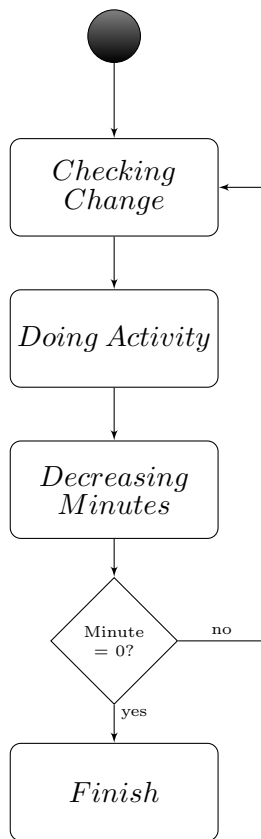 Checking
Change
Doing Activity
Decreasing
Minutes
Minute
= 0?
no
yes
Finish